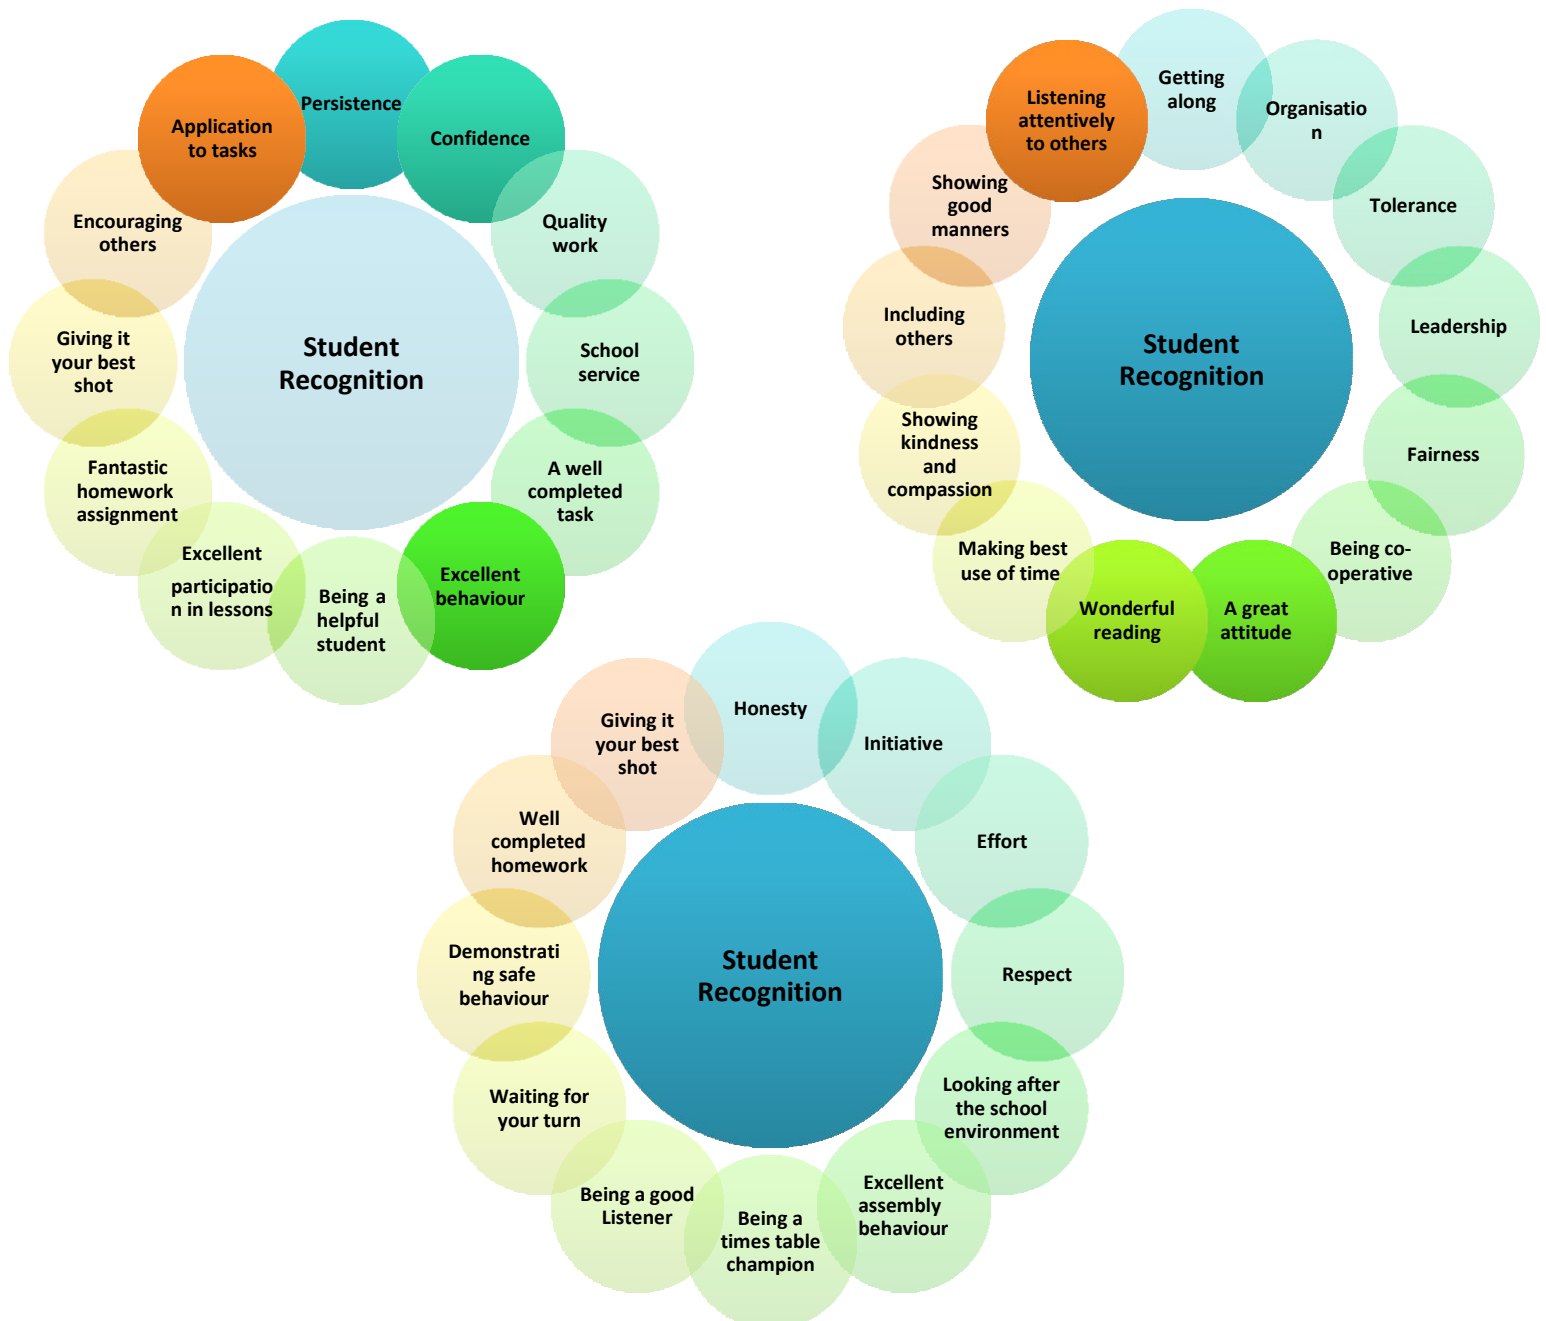 Persistence
Confidence
Quality
work
School
service
A well
completed
task
Excellent
behaviour
Being a
helpful
student
Excellent
participatio
n in lessons
Fantastic
homework
assignment
Giving it
your best
shot
Encouraging
others
Application
to tasks
Student
Recognition
Getting
along
Organisatio
n
Tolerance
Leadership
Fairness
Being co-
operative
A great
attitude
Wonderful
reading
Making best
use of time
Showing
kindness
and
compassion
Including
others
Showing
good
manners
Listening
attentively
to others
Student
Recognition
Honesty
Initiative
Effort
Respect
Looking after
the school
environment
Excellent
assembly
behaviour
Being a
times table
champion
Being a good
Listener
Waiting for
your turn
Demonstrati
ng safe
behaviour
Well
completed
homework
Giving it
your best
shot
Student
Recognition